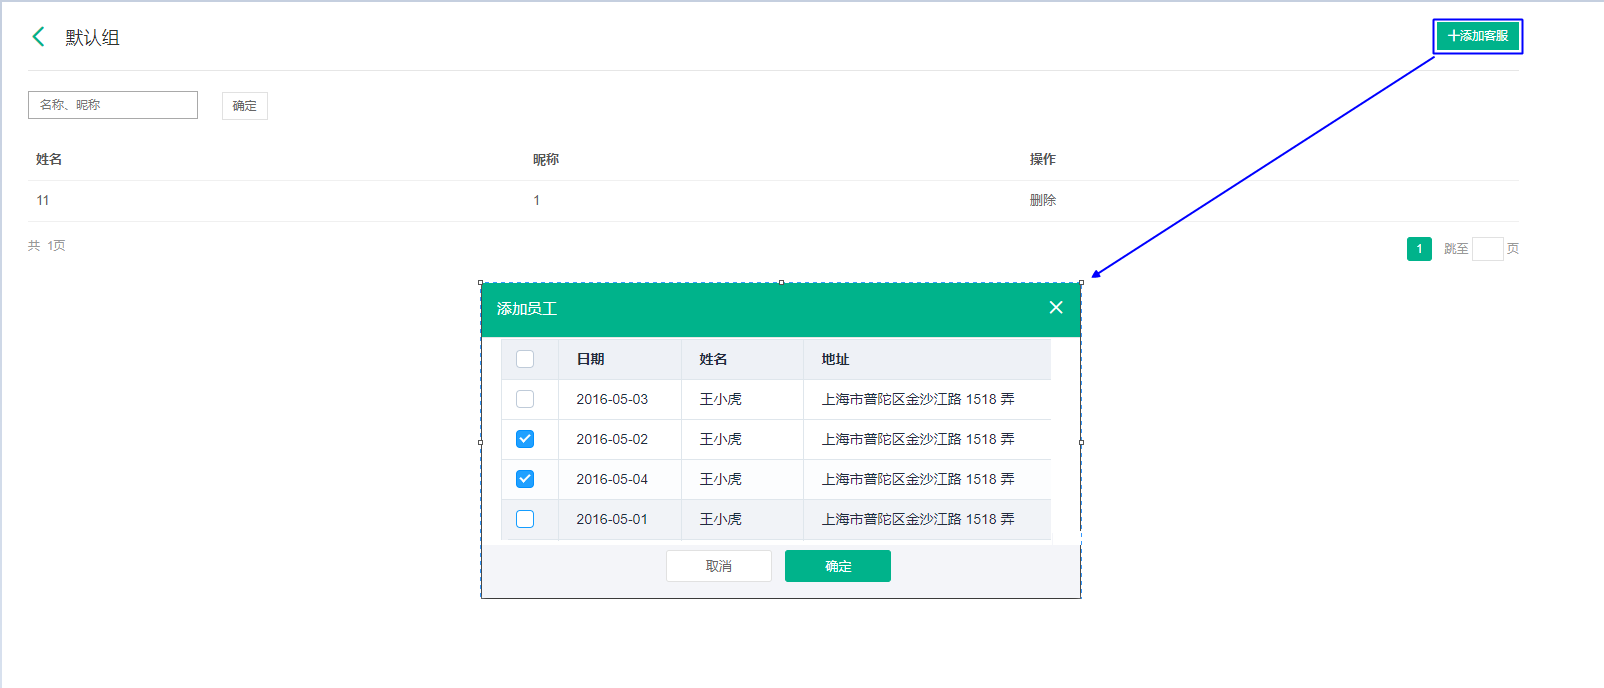 默认组
+添加客服
名称、昵称 确定
姓名 昵称 操作
11 1 删除
共 1页
1 跳至 页
添加员工
日期 姓名 地址
2016-05-03 王小虎 上海市普陀区金沙江路 1518 弄
2016-05-02 王小虎 上海市普陀区金沙江路 1518 弄
2016-05-04 王小虎 上海市普陀区金沙江路 1518 弄
2016-05-01 王小虎 上海市普陀区金沙江路 1518 弄
取消 确定